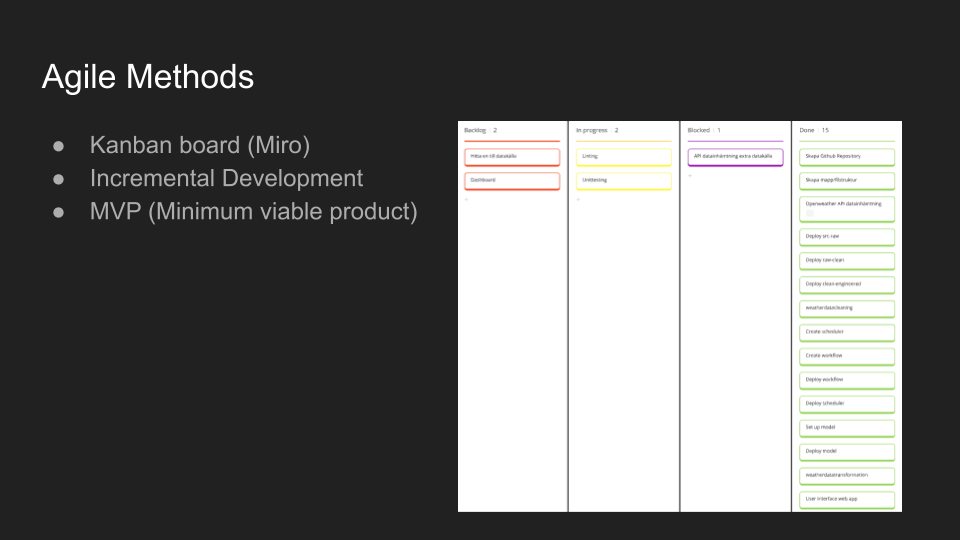 Agile Methods
● Kanban board (Miro)
● Incremental Development
● MVP (Minimum viable product)
Backlog 2
Hitta en till datakälla
Dashboard
In progress 2
Linting
Unittesting
Blocked 1
API datainhämtning extra datakälla
Done 15
Skapa Github Repository
Skapa mapp/filstruktur
Openweather API datainhämtning
Deploy src-raw
Deploy raw-clean
Deploy clean-engineered
weatherdatacleaning
Create scheduler
Create workflow
Deploy workflow
Deploy scheduler
Set up model
Deploy model
weatherdatatransformation
User interface web app